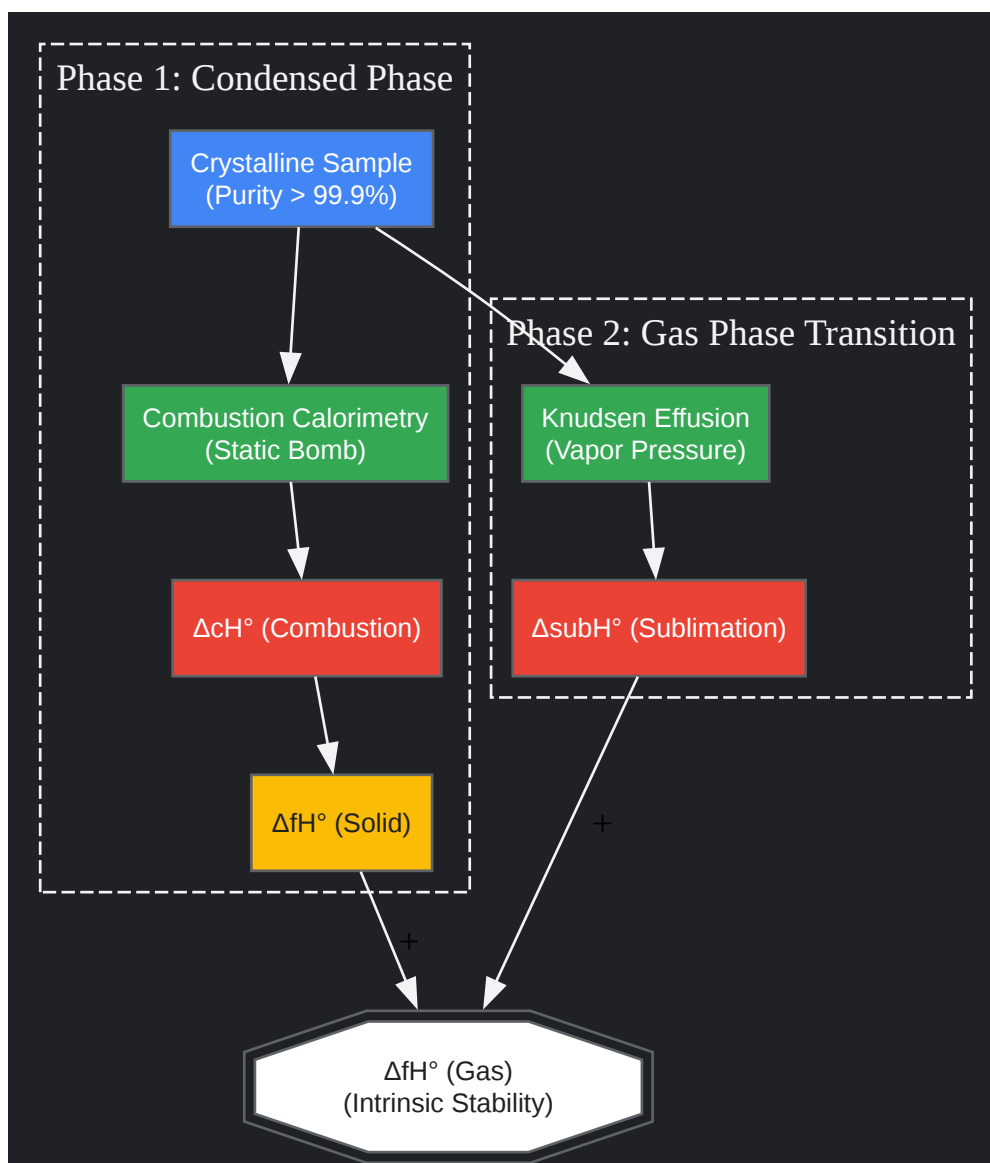 Phase 1: Condensed Phase
Crystalline Sample
(Purity > 99.9%)
Phase 2: Gas Phase Transition
Combustion Calorimetry
(Static Bomb)
Knudsen Effusion
(Vapor Pressure)
ΔcH° (Combustion)
ΔsubH° (Sublimation)
ΔfH° (Solid)
+
+
ΔfH° (Gas)
(Intrinsic Stability)